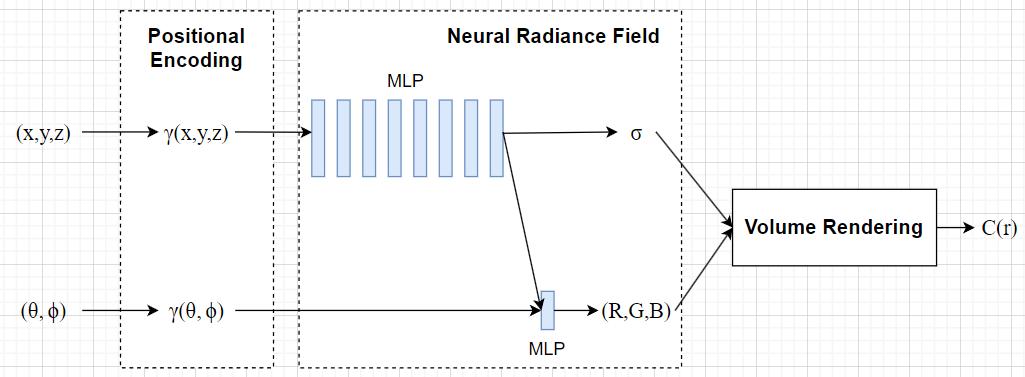 Positional
Encoding
Neural Radiance Field
MLP
(x,y,z)
γ(x,y,z)
σ
Volume Rendering
C(r)
(θ, ϕ)
γ(θ, ϕ)
(R,G,B)
MLP